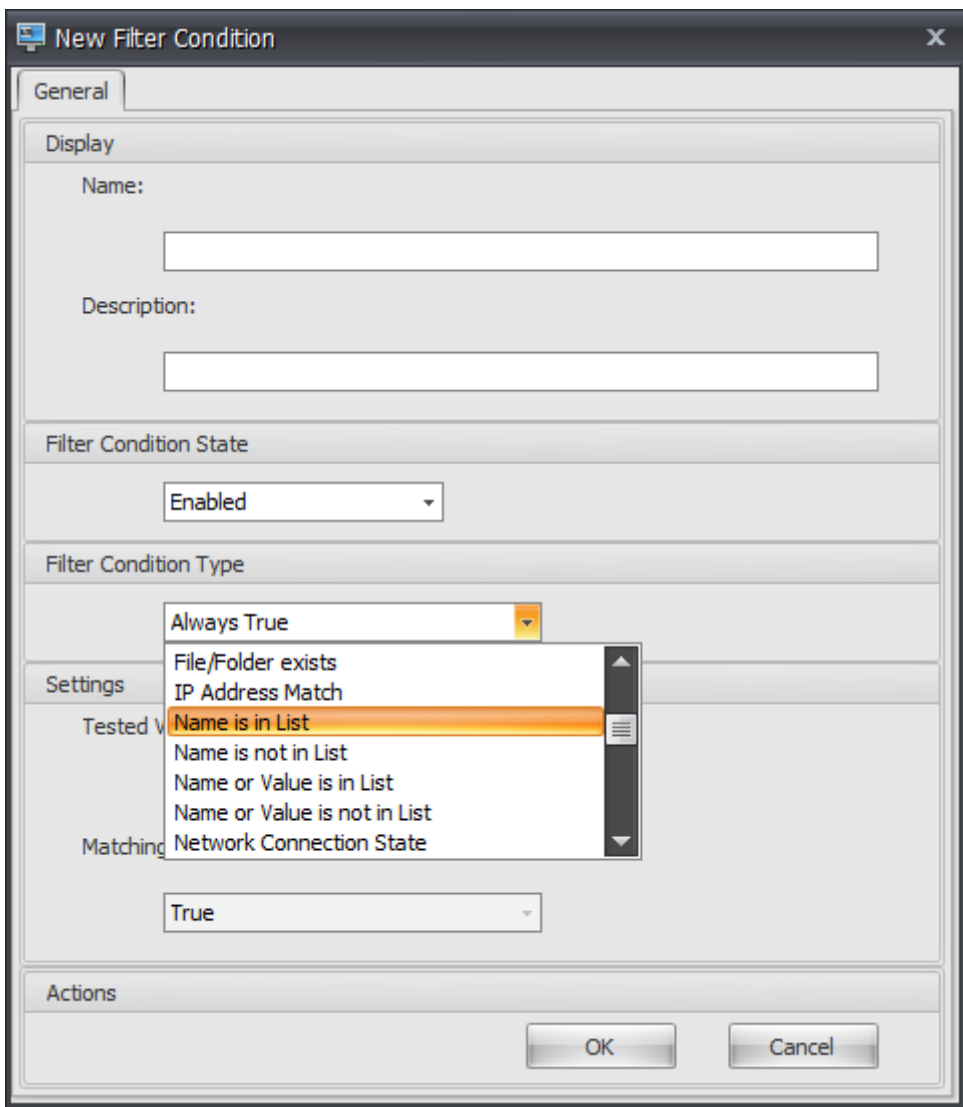 New Filter Condition
General
Display
Name:
Description:
Filter Condition State
Enabled
Filter Condition Type
Always True
File/Folder exists
IP Address Match
Settings
Name is in List
Tested
Name is not in List
Name or Value is in List
Name or Value is not in List
Network Connection State
Matching
True
Actions
OK Cancel